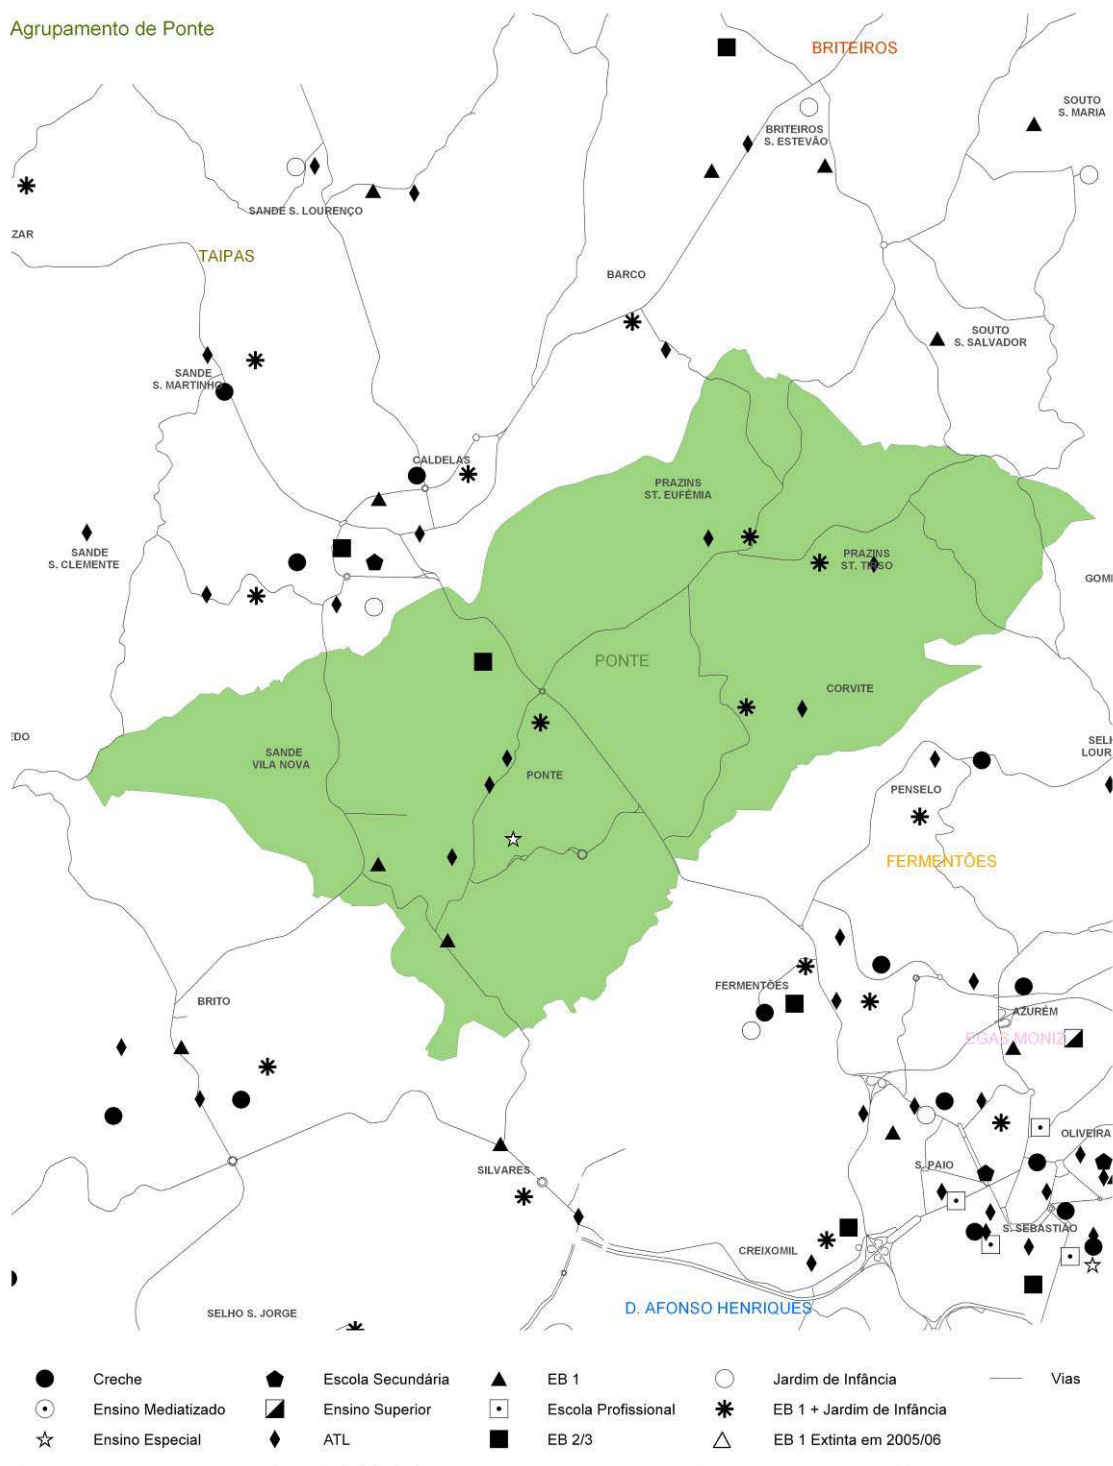 Agrupamento de Ponte
BRITEIROS
SOUTO
S. MARIA
BRITEIROS
S. ESTEVÃO
SANDE S. LOURENÇO
ZAR
TAIPAS
BARCO
SOUTO
S. SALVADOR
SANDE
S. MARTINHO
CALDELAS
PRAZINS
ST. EUFÉMIA
SANDE
S. CLEMENTE
PRAZINS
ST. TIRSO
GOMI
PONTE
CORVITE
EDO
SANDE
VILA NOVA
SELH
LOUR
PONTE
PENSELO
FERMENTÕES
FERMENTÕES
BRITO
AZURÉM
EGAS MONIZ
OLIVEIRA
SILVARES
S. PAIO
S. SEBASTIÃO
CREIXOMIL
SELHO S. JORGE
D. AFONSO HENRIQUES
Creche
Escola Secundária
EB 1
Jardim de Infância
Vias
Ensino Mediatizado
Ensino Superior
Escola Profissional
EB 1 + Jardim de Infância
Ensino Especial
ATL
EB 2/3
EB 1 Extinta em 2005/06